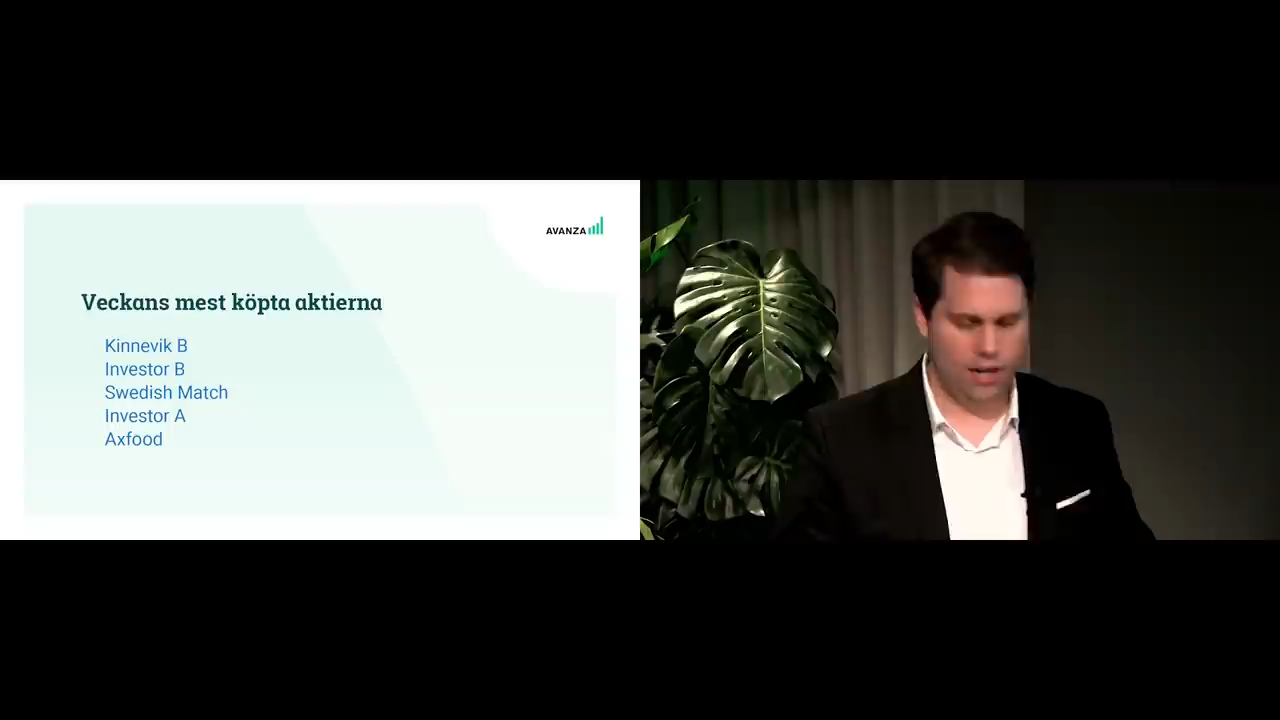 AVANZA
Veckans mest köpta aktierna
Kinnevik B
Investor B
Swedish Match
Investor A
Axfood